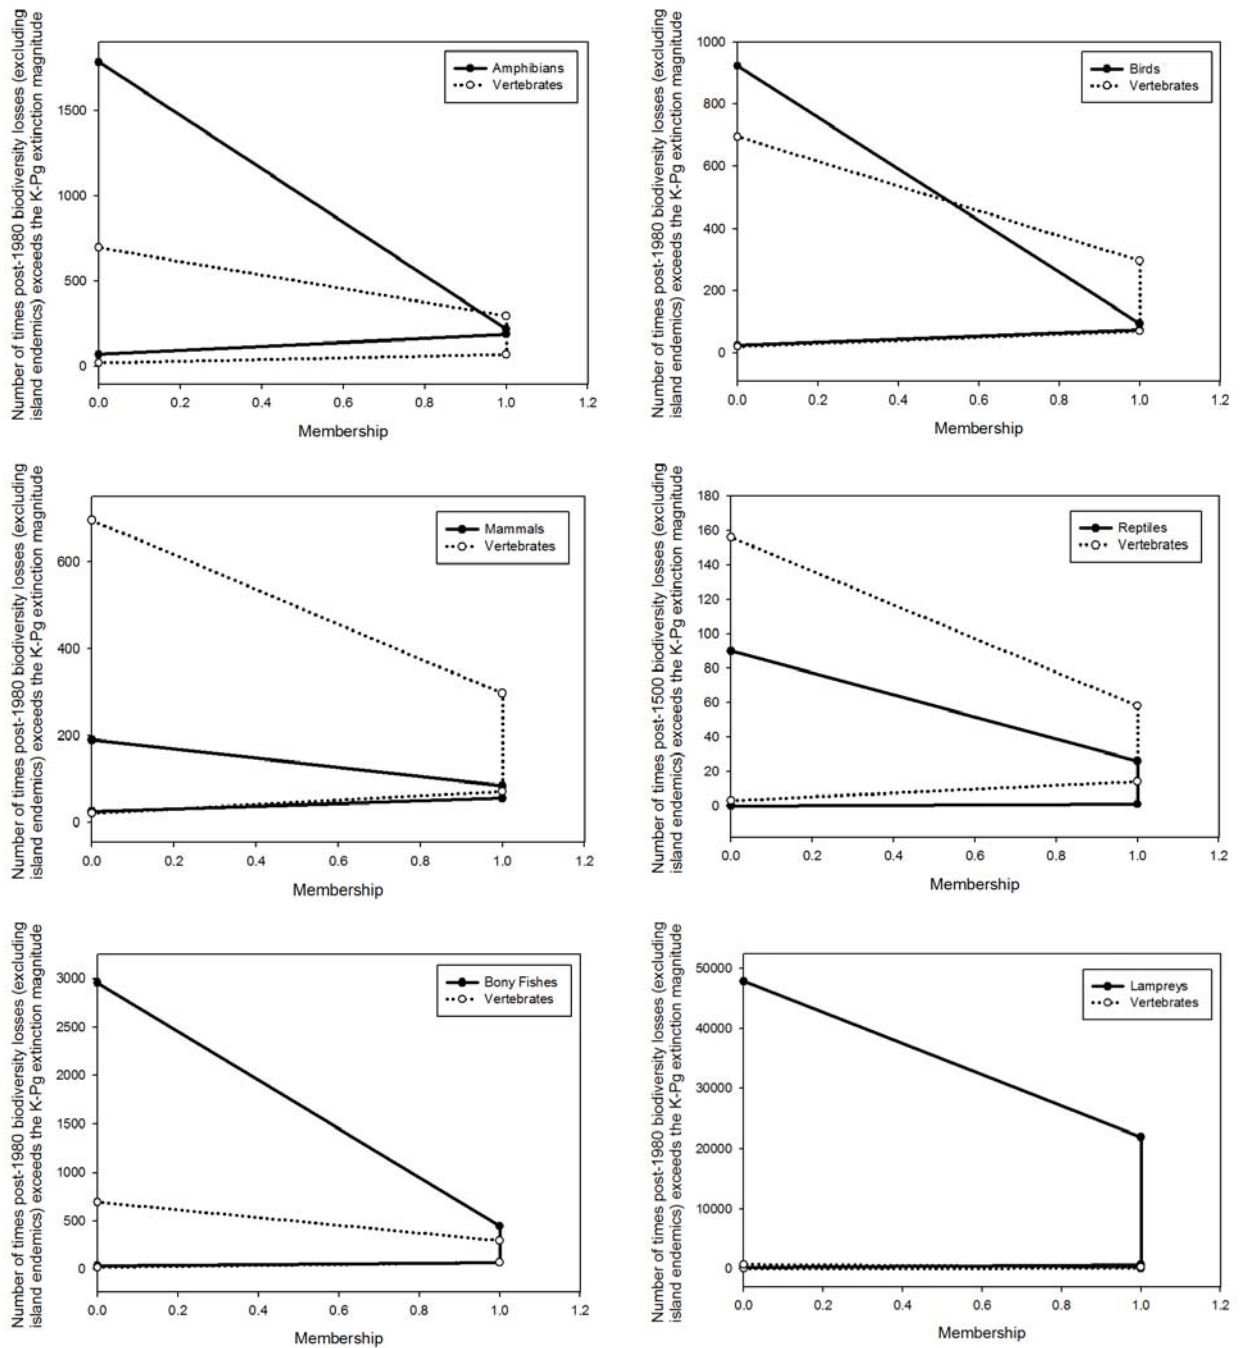 Number of times post-1980 biodiversity losses (excluding
island endemics) exceeds the K-Pg extinction magnitude
1500
1000
500
0
0.0 0.2 0.4 0.6 0.8 1.0 1.2
Membership
Amphibians
Vertebrates
Number of times post-1980 biodiversity losses (excluding
island endemics) exceeds the K-Pg extinction magnitude
1000
800
600
400
200
0
0.0 0.2 0.4 0.6 0.8 1.0 1.2
Membership
Birds
Vertebrates
Number of times post-1980 biodiversity losses (excluding
island endemics) exceeds the K-Pg extinction magnitude
600
400
200
0
0.0 0.2 0.4 0.6 0.8 1.0 1.2
Membership
Mammals
Vertebrates
Number of times post-1500 biodiversity losses (excluding
island endemics) exceeds the K-Pg extinction magnitude
180
160
140
120
100
80
60
40
20
0
0.0 0.2 0.4 0.6 0.8 1.0 1.2
Membership
Reptiles
Vertebrates
Number of times post-1980 biodiversity losses (excluding
island endemics) exceeds the K-Pg extinction magnitude
3000
2500
2000
1500
1000
500
0
0.0 0.2 0.4 0.6 0.8 1.0 1.2
Membership
Bony Fishes
Vertebrates
Number of times post-1980 biodiversity losses (excluding
island endemics) exceeds the K-Pg extinction magnitude
50000
40000
30000
20000
10000
0
0.0 0.2 0.4 0.6 0.8 1.0 1.2
Membership
Lampreys
Vertebrates